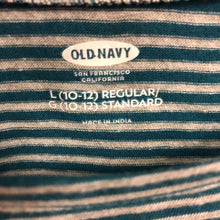 OLD NAVY
SAN FRANCISCO
CALIFORNIA
L (10-12) REGULAR/
G (10-12) STANDARD
MADE IN INDIA